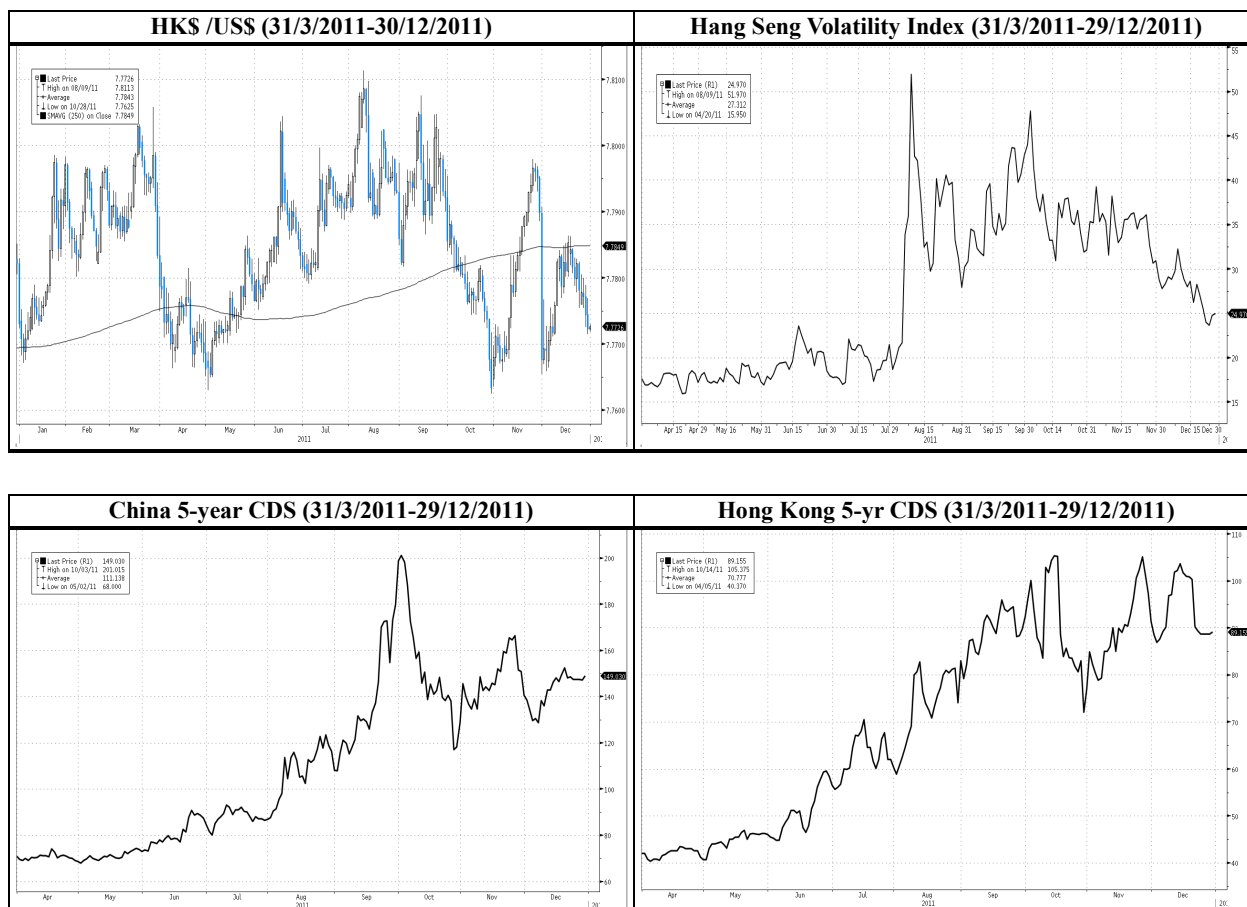 HK$ /US$ (31/3/2011-30/12/2011)
Last Price 7.7726
High on 08/09/11 7.8113
Average 7.7843
Low on 10/28/11 7.7625
SMAVG (250) on Close 7.7849
7.8100
7.8000
7.7900
7.7849
7.7800
7.7726
7.7700
7.7600
Jan Feb Mar Apr May Jun Jul Aug Sep Oct Nov Dec
2011
Hang Seng Volatility Index (31/3/2011-29/12/2011)
Last Price (R1) 24.970
High on 08/09/11 51.970
Average 27.312
Low on 04/20/11 15.950
50
45
40
35
30
24.970
20
15
Apr 15 Apr 29 May 16 May 31 Jun 15 Jun 30 Jul 15 Jul 29 Aug 15 Aug 31 Sep 15 Sep 30 Oct 14 Oct 31 Nov 15 Nov 30 Dec 15 Dec 30
2011
China 5-year CDS (31/3/2011-29/12/2011)
Last Price (R1) 149.030
High on 10/03/11 201.015
Average 111.138
Low on 05/02/11 68.000
200
180
160
149.030
140
120
100
80
60
Apr May Jun Jul Aug Sep Oct Nov Dec
2011
Hong Kong 5-yr CDS (31/3/2011-29/12/2011)
Last Price (R1) 89.155
High on 10/14/11 105.375
Average 70.777
Low on 04/05/11 40.370
110
100
90
89.155
80
70
60
50
40
Apr May Jun Jul Aug Sep Oct Nov Dec
2011